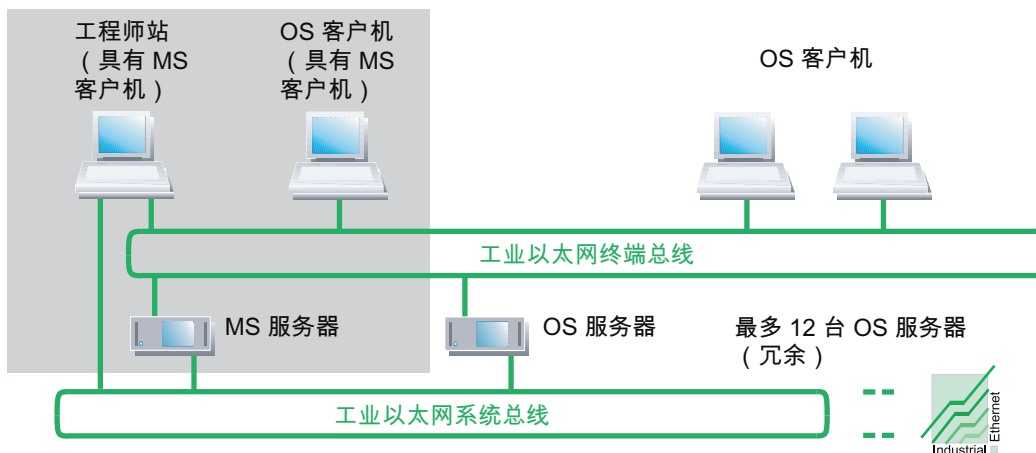 工程师站
（具有 MS
客户机）
OS 客户机
（具有 MS
客户机）
OS 客户机
工业以太网终端总线
MS 服务器
OS 服务器
最多 12 台 OS 服务器
（冗余）
工业以太网系统总线
Industrial
Ethernet